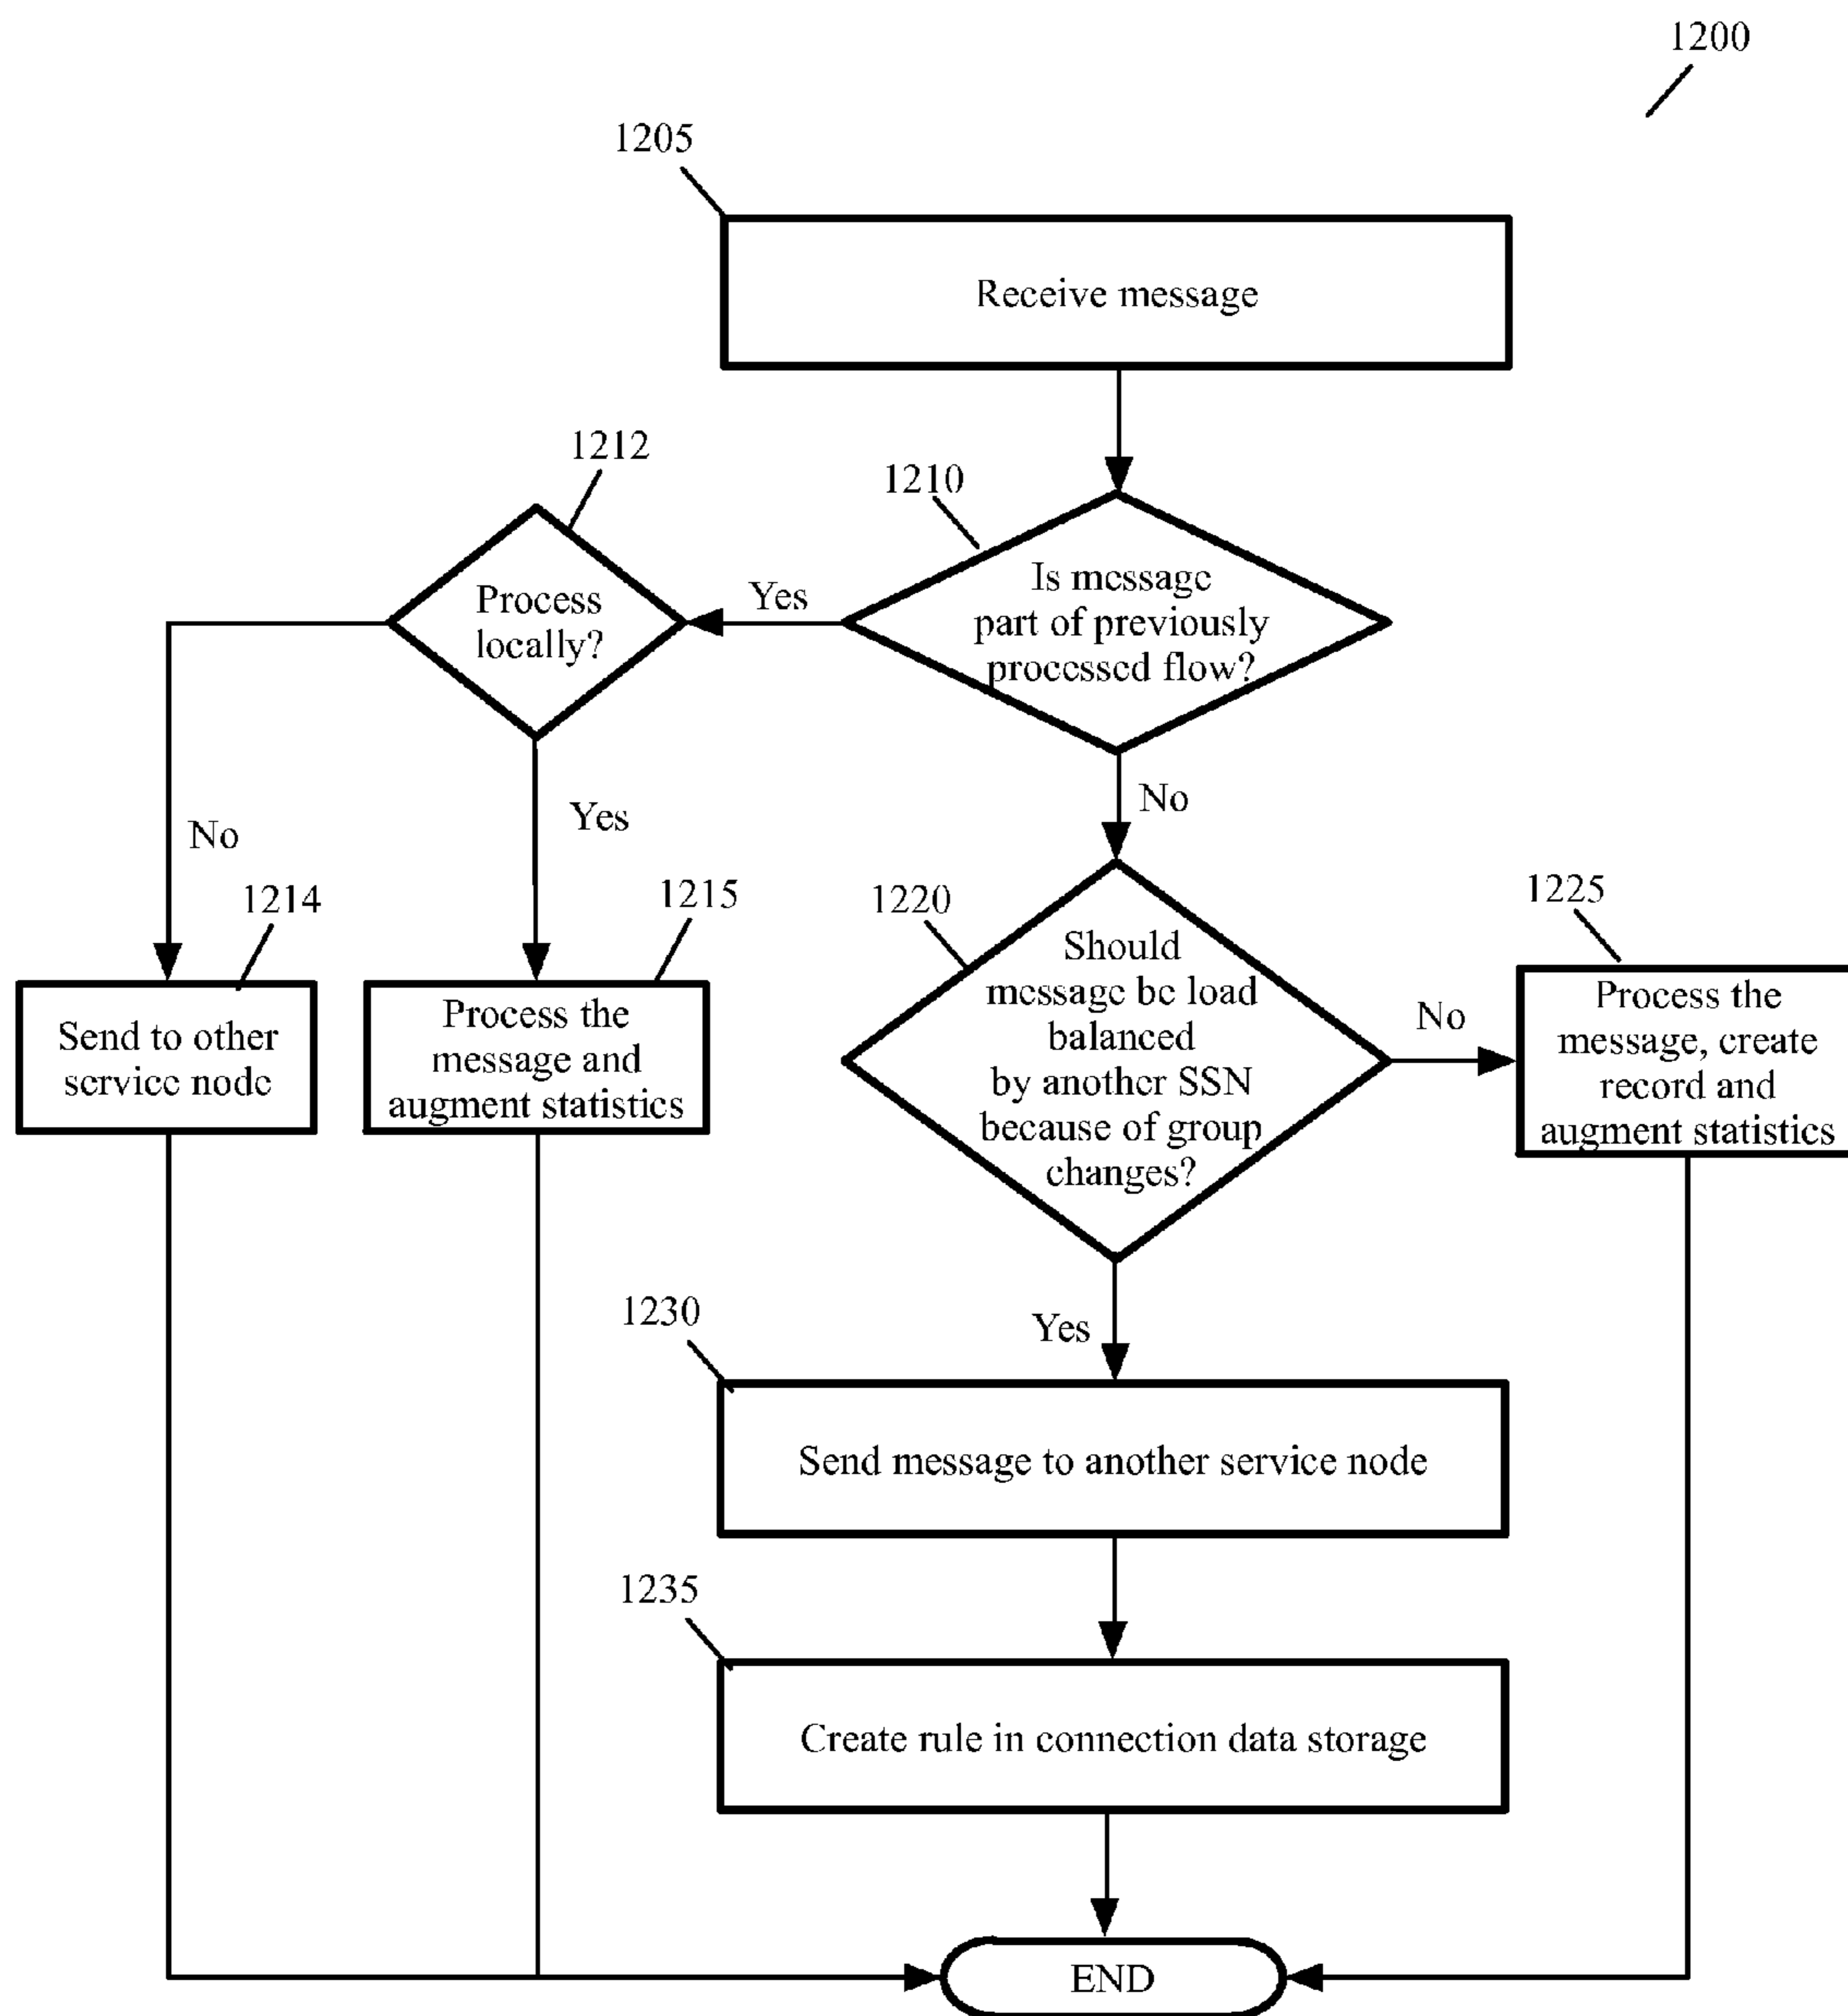 1200
1205
Receive message
1212
1210
Process
locally?
Yes
Is message
part of previously
processed flow?
No
Yes
No
1214
1215
1220
1225
Send to other
service node
Process the
message and
augment statistics
Should
message be load
balanced
by another SSN
because of group
changes?
No
Process the
message, create
record and
augment statistics
1230
Yes
Send message to another service node
1235
Create rule in connection data storage
END